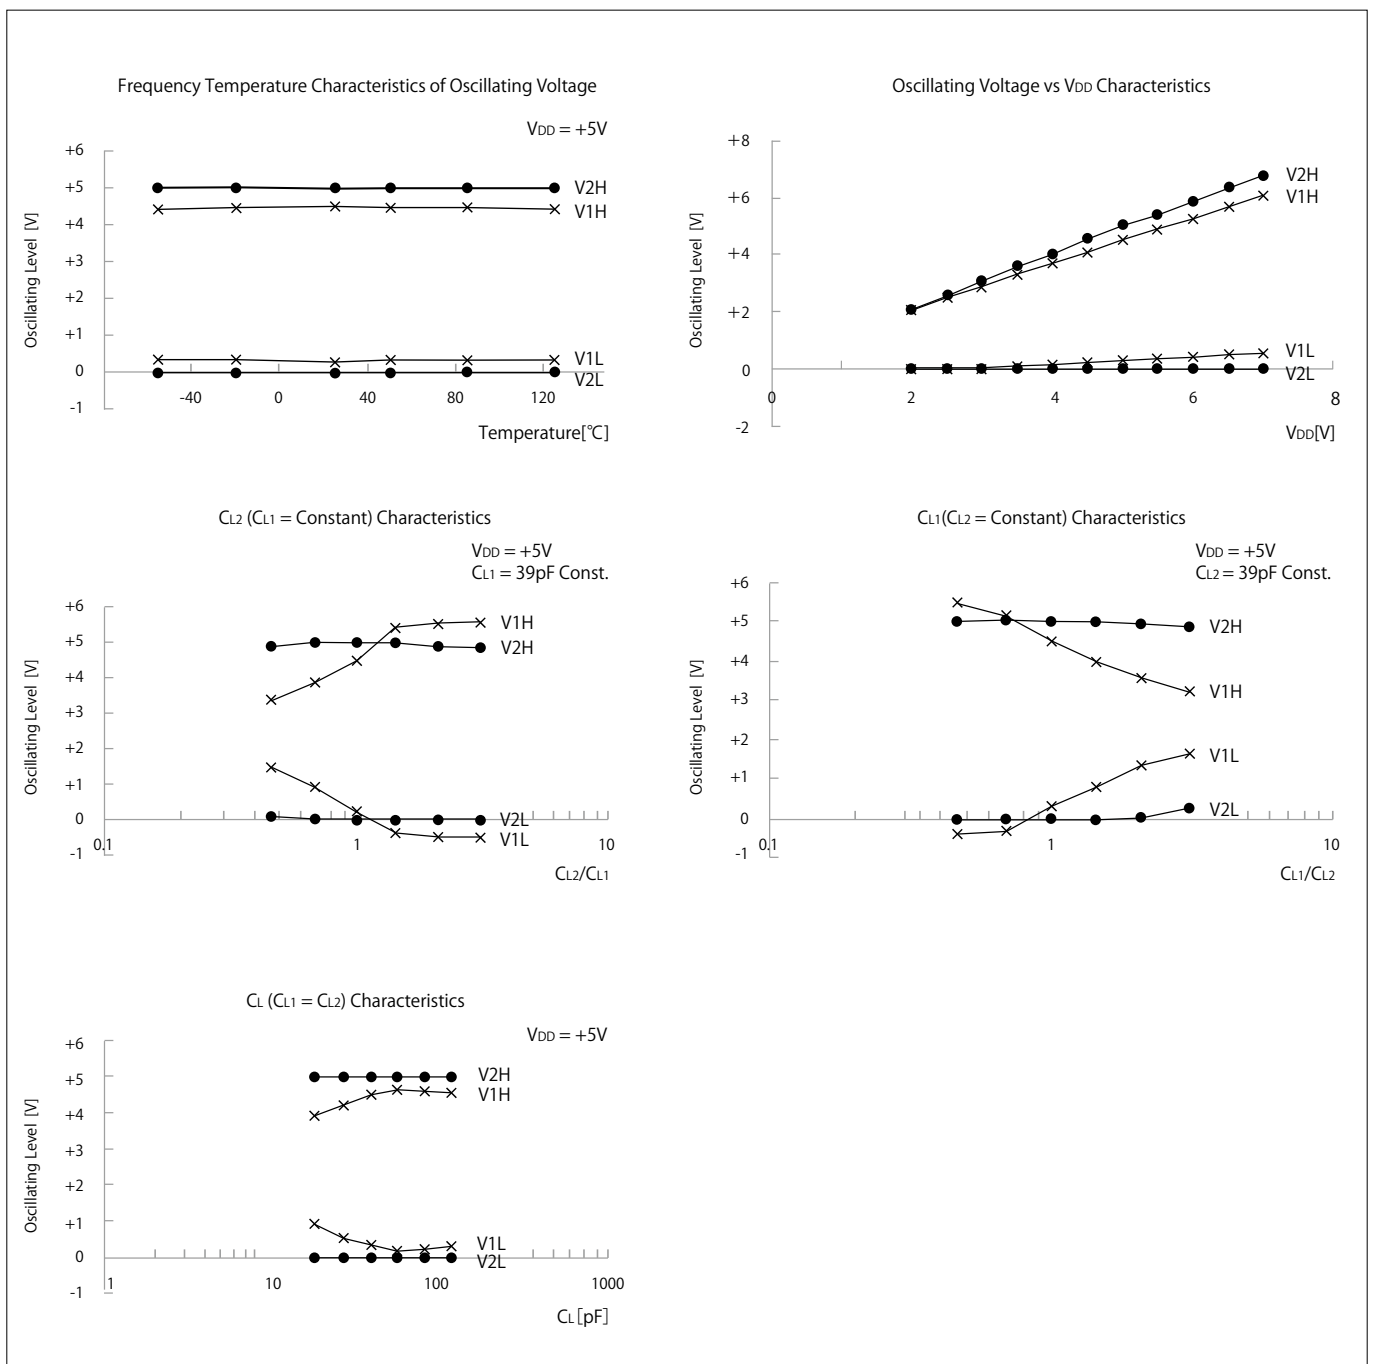 Frequency Temperature Characteristics of Oscillating Voltage
VDD = +5V
+6
+5
+4
+3
+2
+1
0
-1
Oscillating Level [V]
V2H
V1H
V1L
V2L
-40 0 40 80 120
Temperature[°C]
Oscillating Voltage vs VDD Characteristics
+8
+6
+4
+2
0
-2
Oscillating Level [V]
V2H
V1H
V1L
V2L
0 2 4 6 8
VDD[V]
CL2 (CL1 = Constant) Characteristics
VDD = +5V
CL1 = 39pF Const.
+6
+5
+4
+3
+2
+1
0
-1
Oscillating Level [V]
V1H
V2H
V2L
V1L
0.1 1 10
CL2/CL1
CL1(CL2 = Constant) Characteristics
VDD = +5V
CL2 = 39pF Const.
+6
+5
+4
+3
+2
+1
0
-1
Oscillating Level [V]
V2H
V1H
V1L
V2L
0.1 1 10
CL1/CL2
CL (CL1 = CL2) Characteristics
VDD = +5V
+6
+5
+4
+3
+2
+1
0
-1
Oscillating Level [V]
V2H
V1H
V1L
V2L
1 10 100 1000
CL [pF]